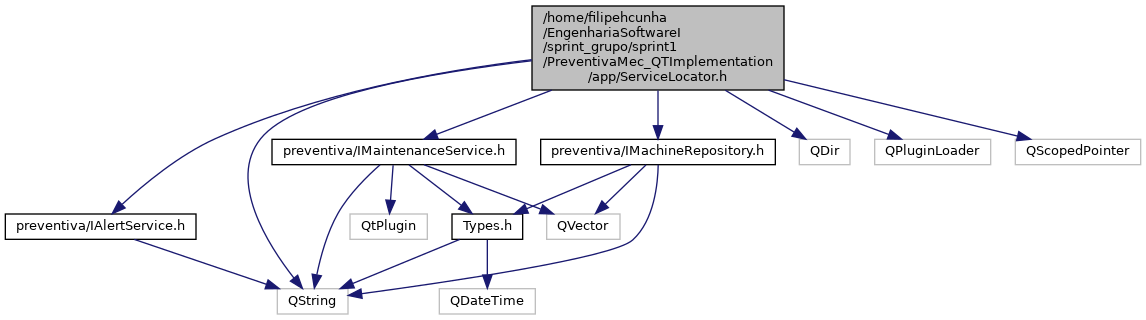 /home/filipehcunha
/EngenhariaSoftwareI
/sprint_grupo/sprint1
/PreventivaMec_QTImplementation
/app/ServiceLocator.h
preventiva/IMaintenanceService.h
preventiva/IMachineRepository.h
QDir
QPluginLoader
QScopedPointer
preventiva/IAlertService.h
QtPlugin
Types.h
QVector
QString
QDateTime